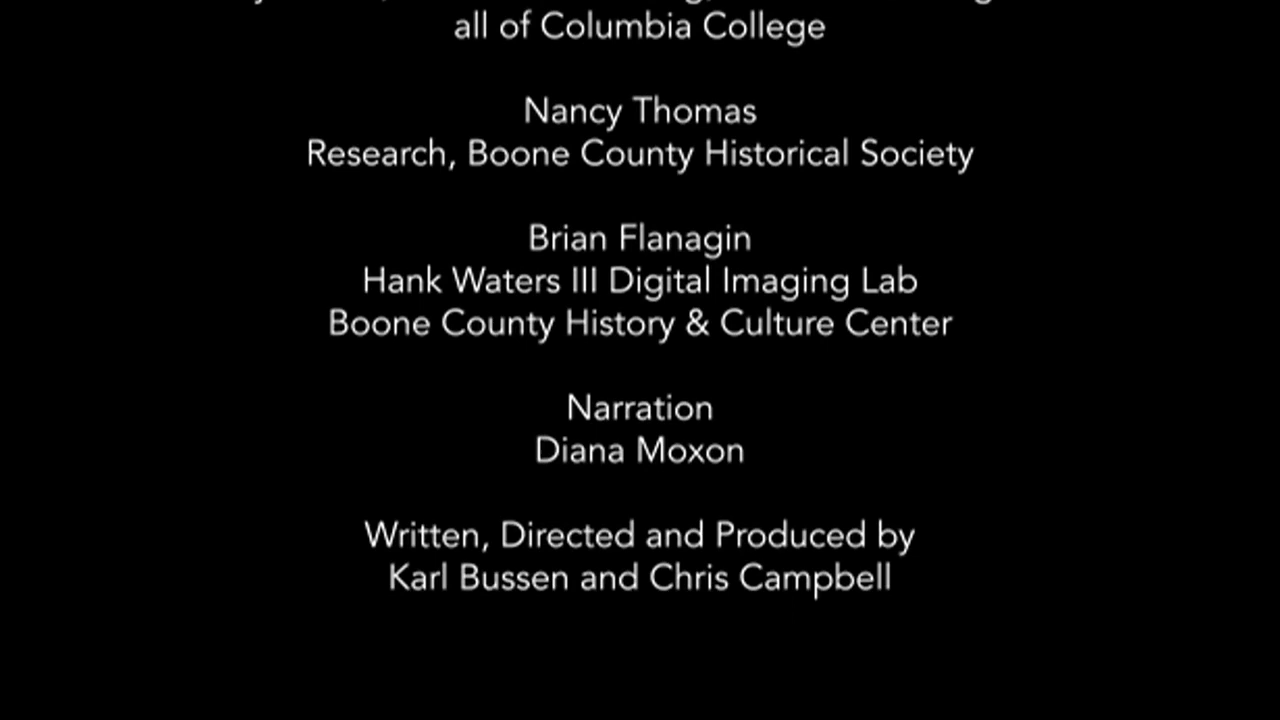 all of Columbia College
Nancy Thomas
Research, Boone County Historical Society
Brian Flanagin
Hank Waters III Digital Imaging Lab
Boone County History & Culture Center
Narration
Diana Moxon
Written, Directed and Produced by
Karl Bussen and Chris Campbell